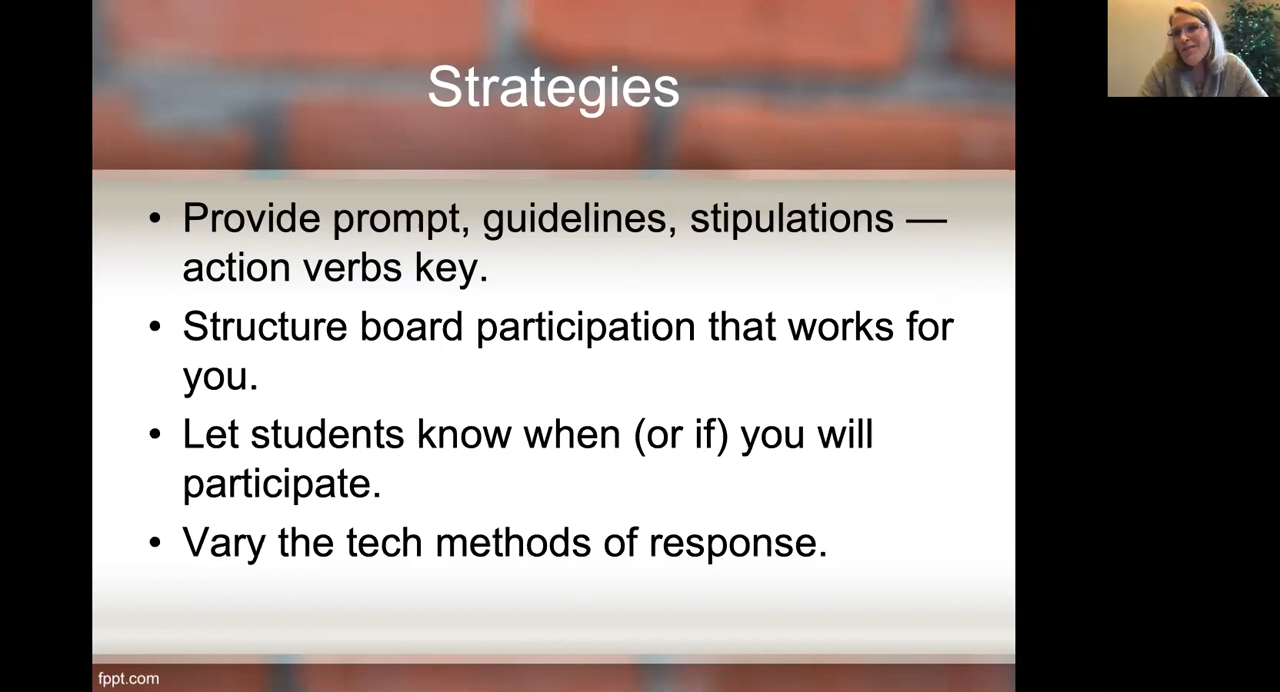 Strategies
• Provide prompt, guidelines, stipulations —
action verbs key.
• Structure board participation that works for
you.
• Let students know when (or if) you will
participate.
• Vary the tech methods of response.
fppt.com